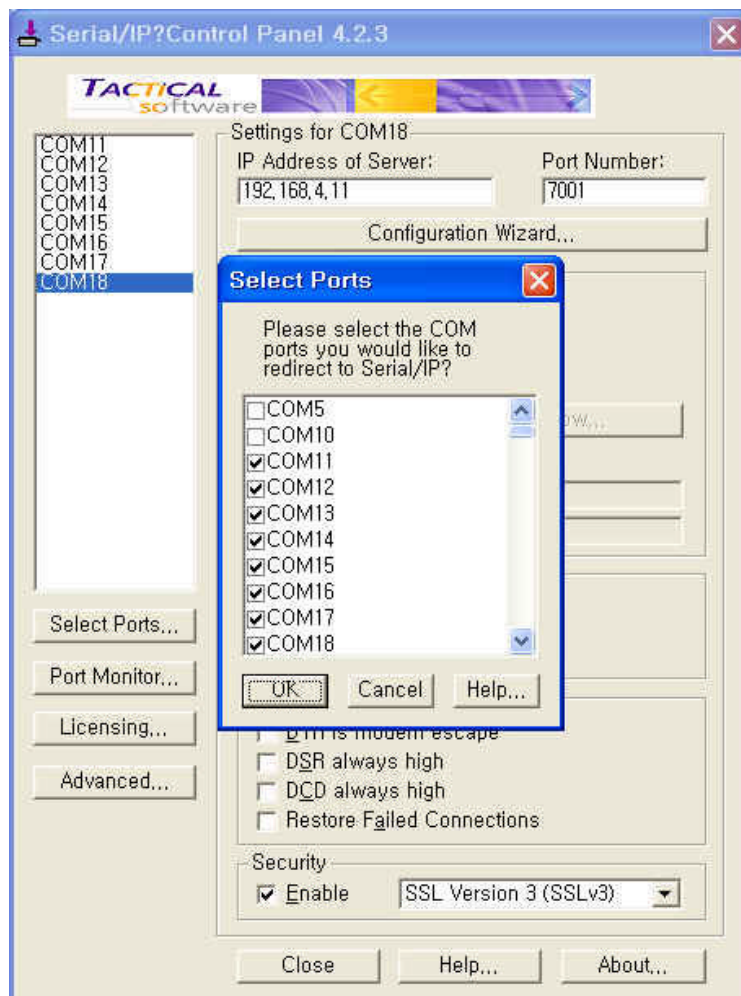 Serial/IP?Control Panel 4.2.3
TACTICAL
software
COM11
COM12
COM13
COM14
COM15
COM16
COM17
COM18
Select Ports...
Port Monitor...
Licensing...
Advanced...
Settings for COM18
IP Address of Server:
Port Number:
192,168,4,11
7001
Configuration Wizard...
Select Ports
Please select the COM
ports you would like to
redirect to Serial/IP?
COM5
COM10
COM11
COM12
COM13
COM14
COM15
COM16
COM17
COM18
OK
Cancel
Help...
DTR is modem escape
DSR always high
DCD always high
Restore Failed Connections
Security
Enable
SSL Version 3 (SSLv3)
Close
Help...
About...